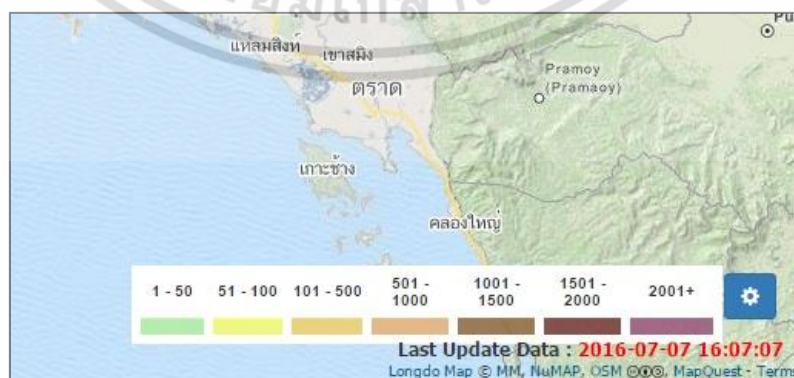 แหลมสิงห์
เขาสมิง
ตราด
Pramoy
(Pramaoy)
เกาะช้าง
คลองใหญ่
1 - 50 51 - 100 101 - 500 501 - 1000 1001 - 1500 1501 - 2000 2001+
Last Update Data : 2016-07-07 16:07:07
Longdo Map © MM, NuMAP, OSM MapQuest - Terms